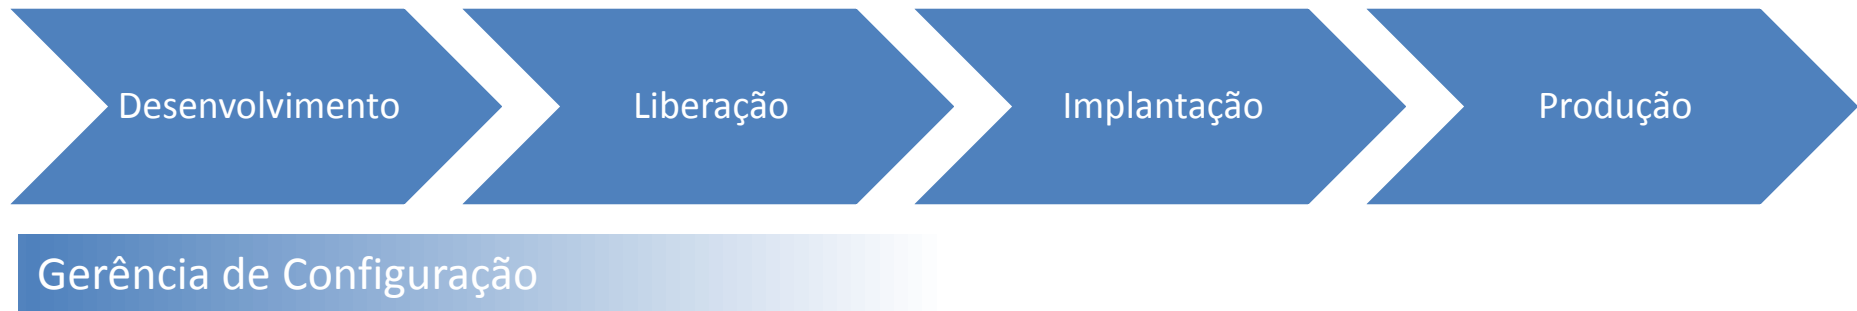 Desenvolvimento
Liberação
Implantação
Produção
Gerência de Configuração